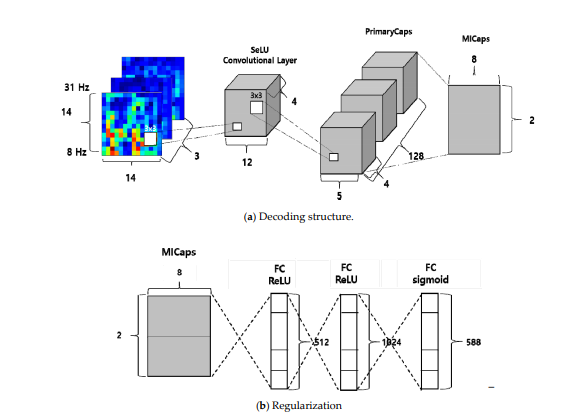 PrimaryCaps
MICaps
SeLU
Convolutional Layer
8
31 Hz
14
8 Hz
3x3
3x3
4
2
3
12
128
14
5
4
(a) Decoding structure.
MICaps
8
FC
ReLU
FC
ReLU
FC
sigmoid
2
512
1024
588
(b) Regularization